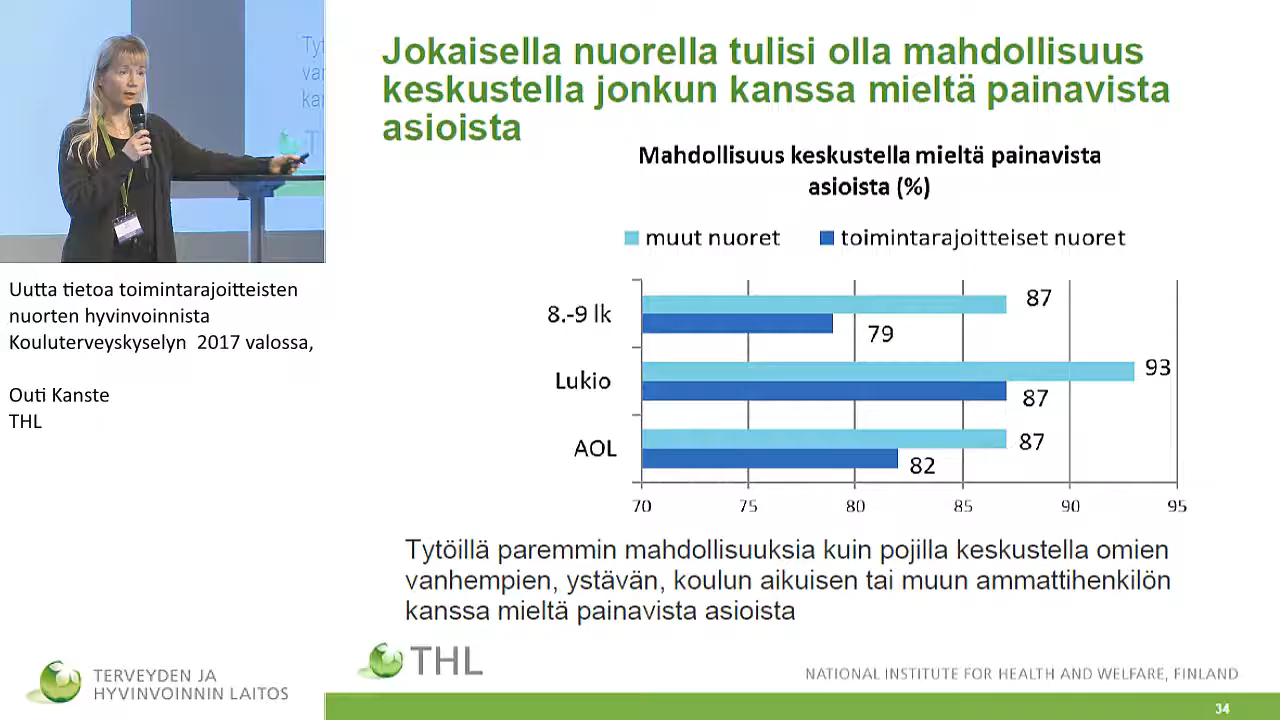 Jokaisella nuorella tulisi olla mahdollisuus
keskustella jonkun kanssa mieltä painavista
asioista
Mahdollisuus keskustella mieltä painavista
asioista (%)
muut nuoret
toimintarajoitteiset nuoret
8.-9 lk
87
79
Lukio
93
87
AOL
87
82
70 75 80 85 90 95
Tytöillä paremmin mahdollisuuksia kuin pojilla keskustella omien
vanhempien, ystävän, koulun aikuisen tai muun ammattihenkilön
kanssa mieltä painavista asioista
THL
NATIONAL INSTITUTE FOR HEALTH AND WELFARE, FINLAND
34
Uutta tietoa toimintarajoitteisten
nuorten hyvinvoinnista
Kouluterveyskyselyn 2017 valossa,
Outi Kanste
THL
TERVEYDEN JA
HYVINVOINNIN LAITOS